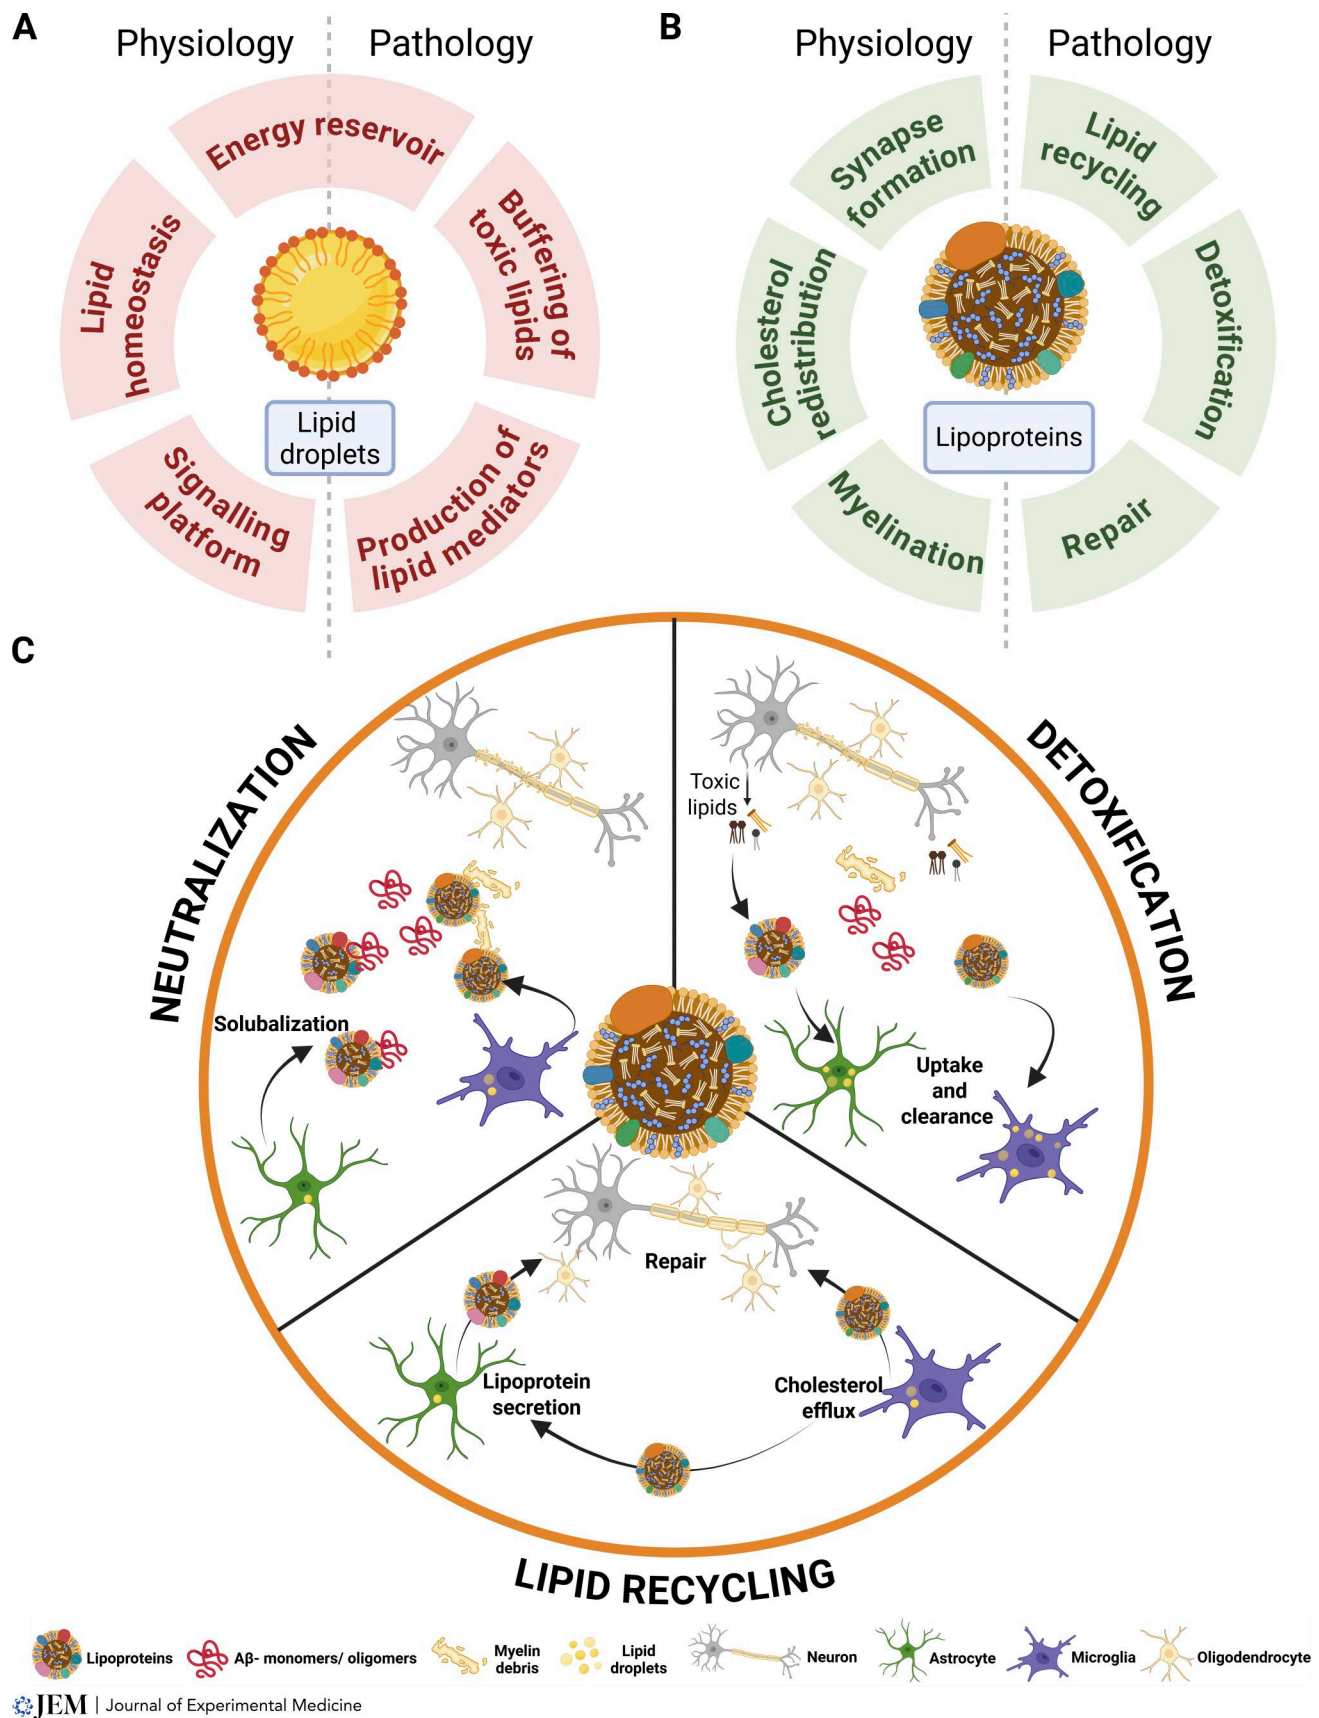 A
Physiology
Pathology
Energy reservoir
Lipid
homeostasis
Buffering of
toxic lipids
Lipid
droplets
Signalling
platform
Production of
lipid mediators
B
Physiology
Pathology
Synapse
formation
Lipid
recycling
Cholesterol
redistribution
Detoxification
Lipoproteins
Myelination
Repair
C
NEUTRALIZATION
DETOXIFICATION
Toxic
lipids
Solubalization
Uptake
and
clearance
Repair
Lipoprotein
secretion
Cholesterol
efflux
LIPID RECYCLING
Lipoproteins
Aβ- monomers/ oligomers
Myelin
debris
Lipid
droplets
Neuron
Astrocyte
Microglia
Oligodendrocyte
JEM | Journal of Experimental Medicine